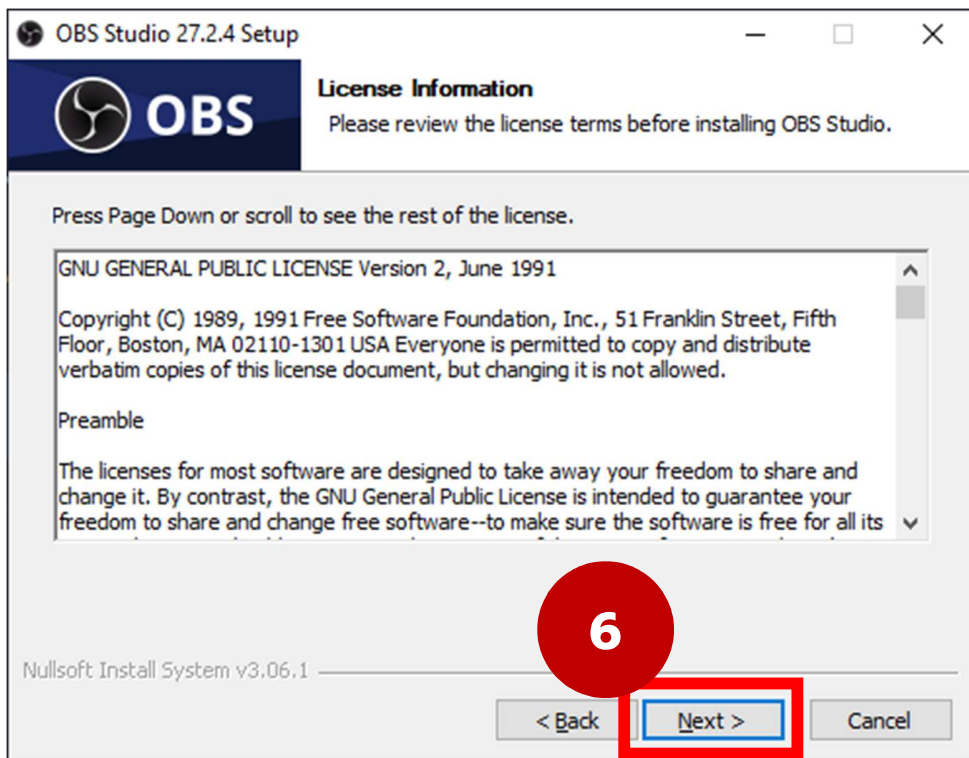 OBS Studio 27.2.4 Setup
OBS
License Information
Please review the license terms before installing OBS Studio.
Press Page Down or scroll to see the rest of the license.
GNU GENERAL PUBLIC LICENSE Version 2, June 1991
Copyright (C) 1989, 1991 Free Software Foundation, Inc., 51 Franklin Street, Fifth
Floor, Boston, MA 02110-1301 USA Everyone is permitted to copy and distribute
verbatim copies of this license document, but changing it is not allowed.
Preamble
The licenses for most software are designed to take away your freedom to share and
change it. By contrast, the GNU General Public License is intended to guarantee your
freedom to share and change free software--to make sure the software is free for all its
6
Nullsoft Install System v3.06.1
< Back
Next >
Cancel